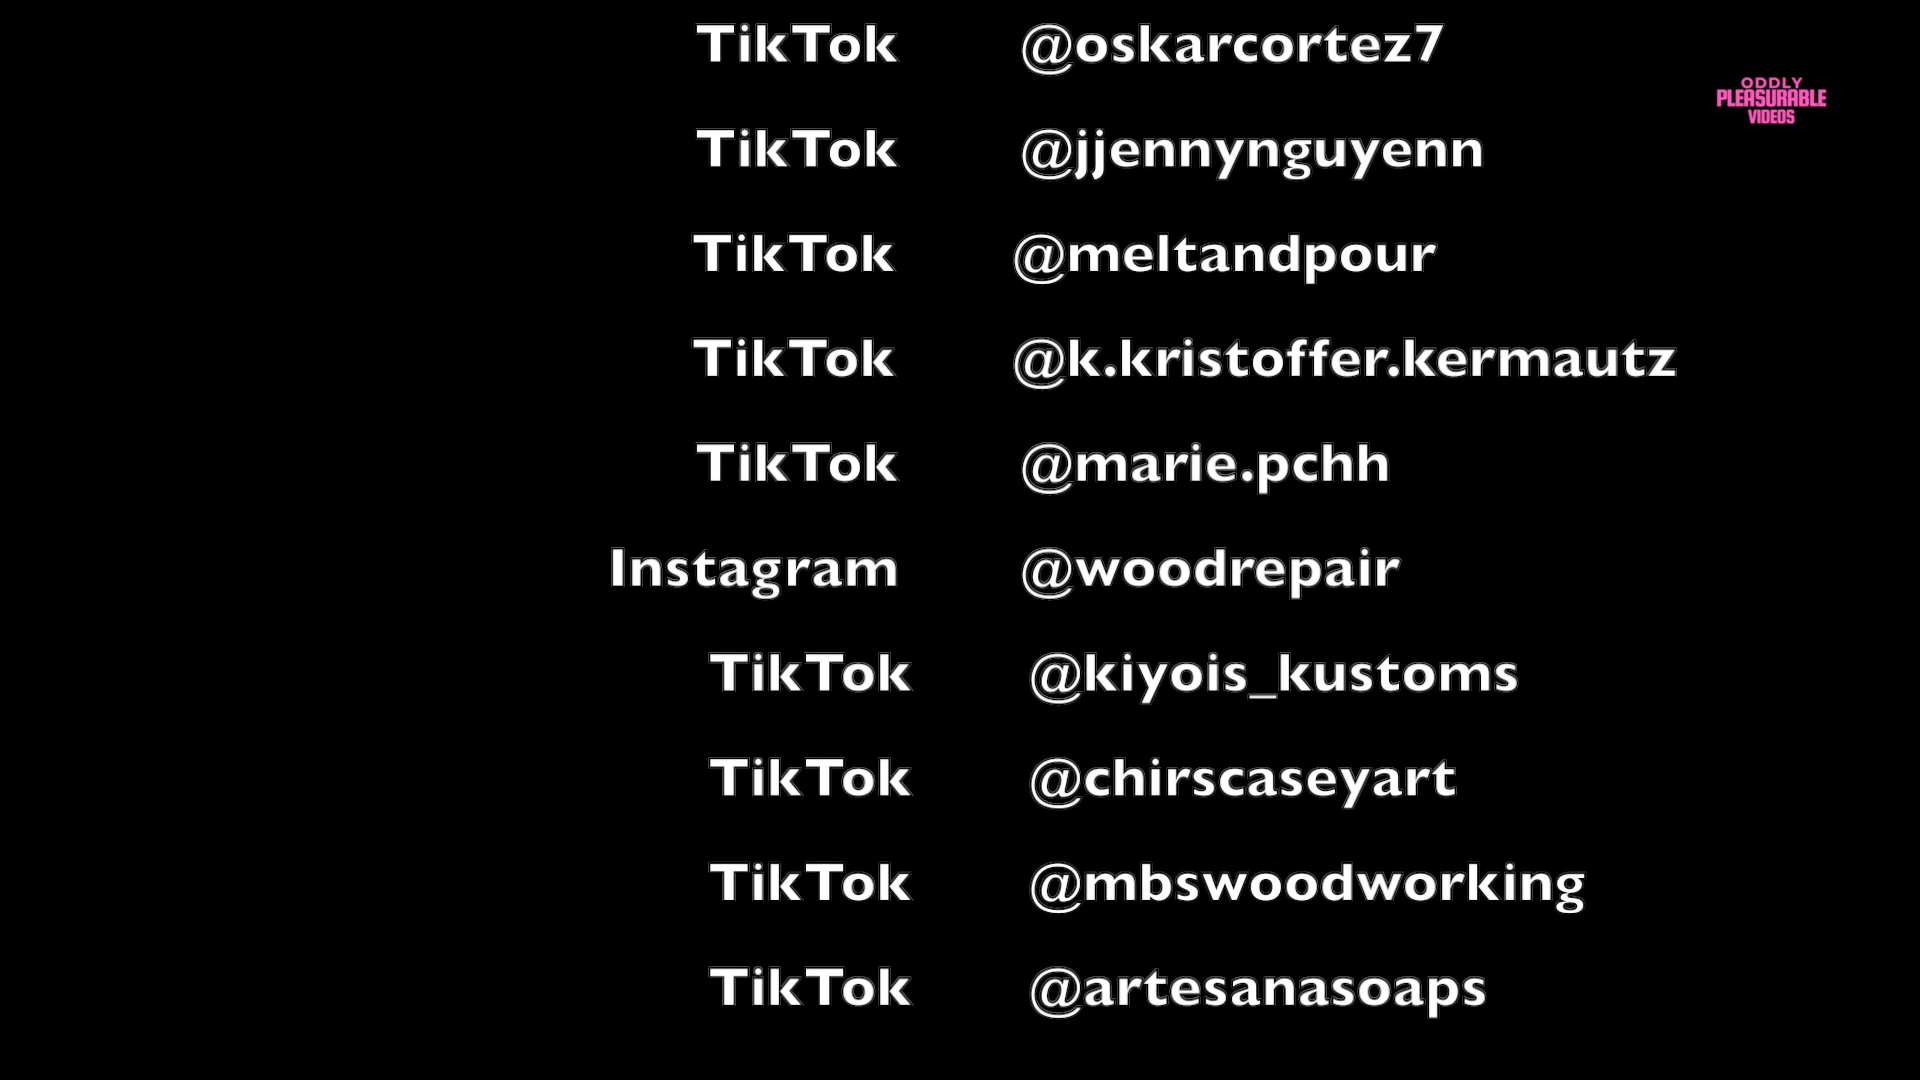 TikTok @oskarcortez7
ODDLY
PLEASURABLE
VIDEOS
TikTok @jjennynguyenn
TikTok @meltandpour
TikTok @k.kristoffer.kermautz
TikTok @marie.pchh
Instagram @woodrepair
TikTok @kiyois_kustoms
TikTok @chirscaseyart
TikTok @mbswoodworking
TikTok @artesanasoaps